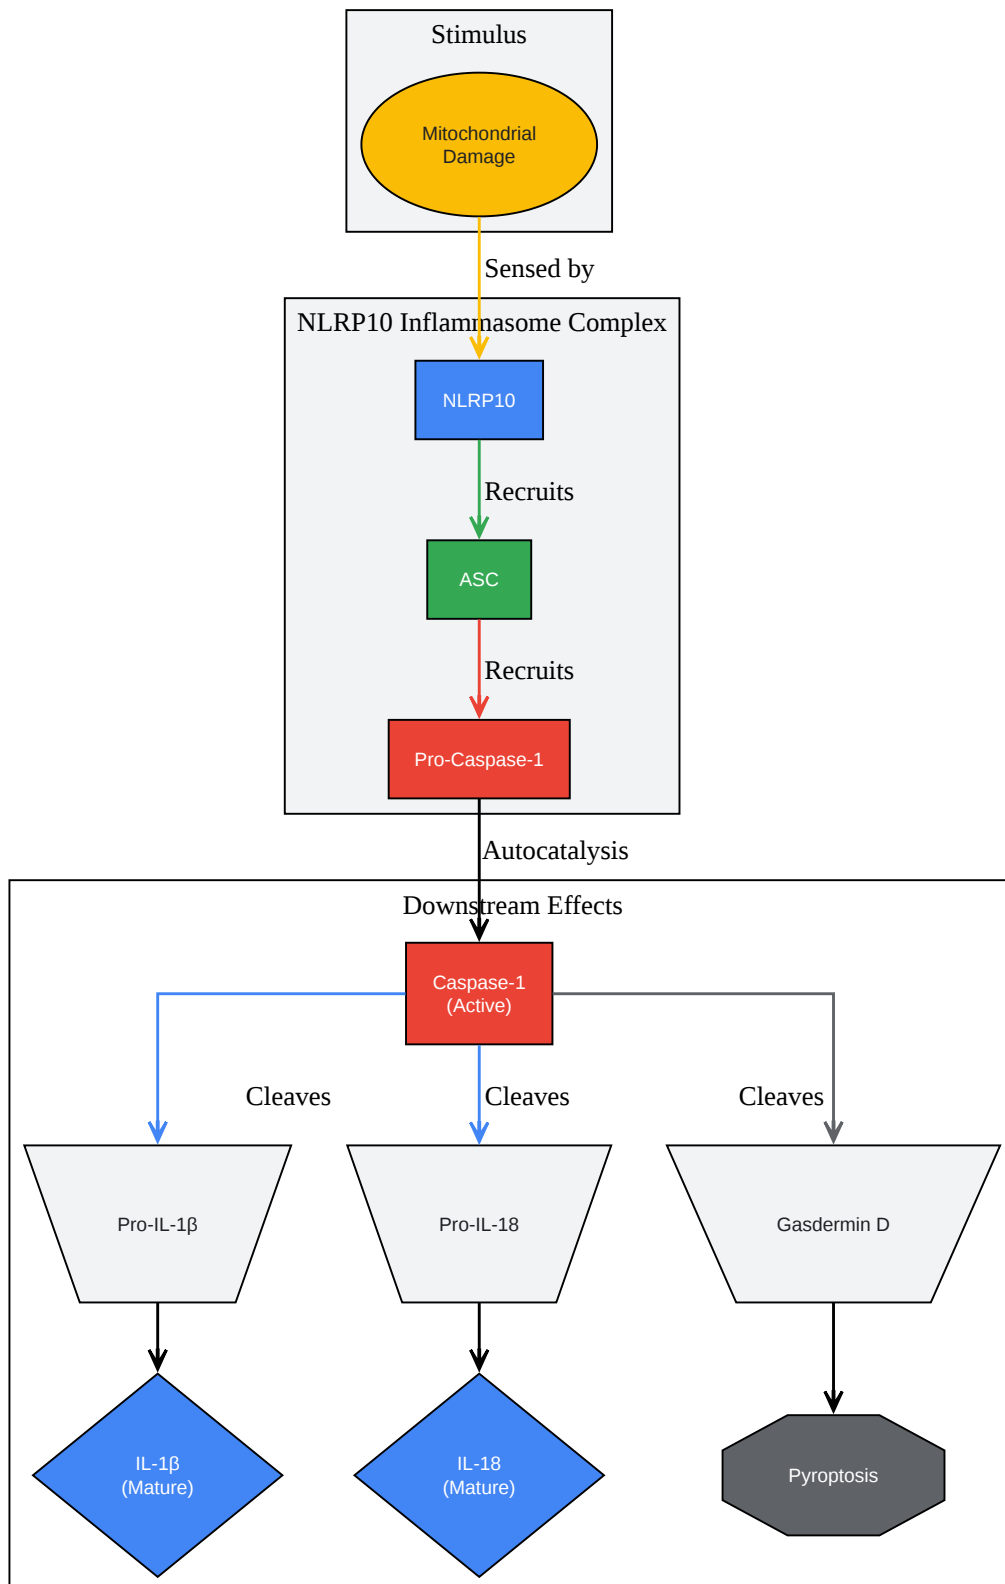 Stimulus
Mitochondrial
Damage
Sensed by
NLRP10 Inflammasome Complex
NLRP10
Recruits
ASC
Recruits
Pro-Caspase-1
Autocatalysis
Downstream Effects
Caspase-1
(Active)
Cleaves
Cleaves
Cleaves
Pro-IL-1β
Pro-IL-18
Gasdermin D
IL-1β
(Mature)
IL-18
(Mature)
Pyroptosis